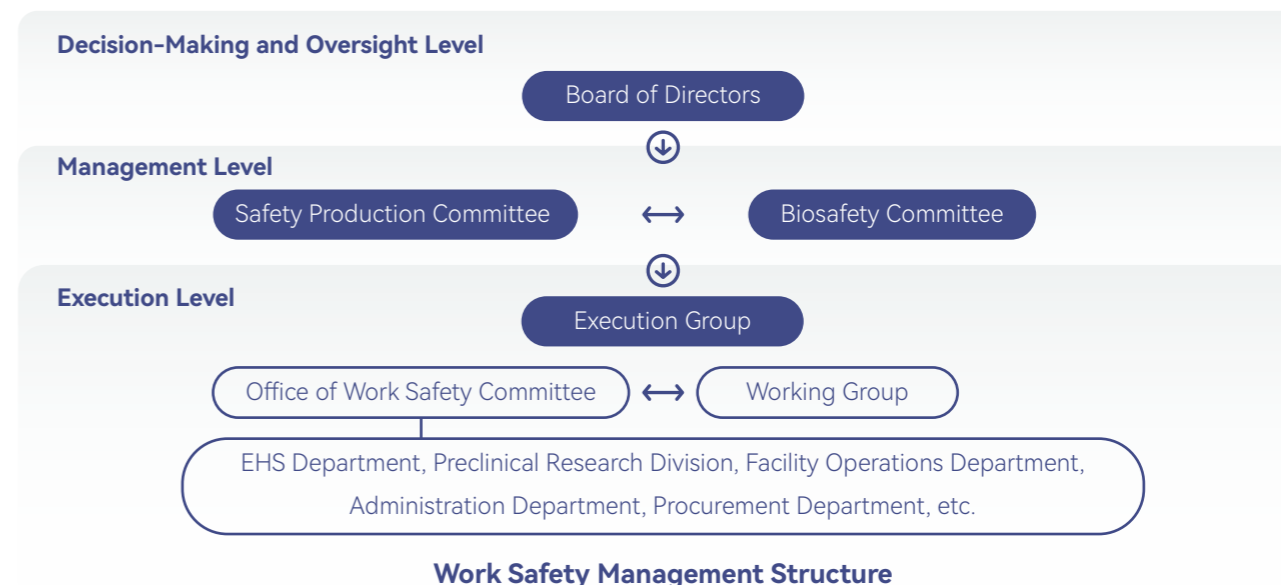 Decision-Making and Oversight Level
Board of Directors
Management Level
Safety Production Committee
Biosafety Committee
Execution Level
Execution Group
Office of Work Safety Committee
Working Group
EHS Department, Preclinical Research Division, Facility Operations Department,
Administration Department, Procurement Department, etc.
Work Safety Management Structure